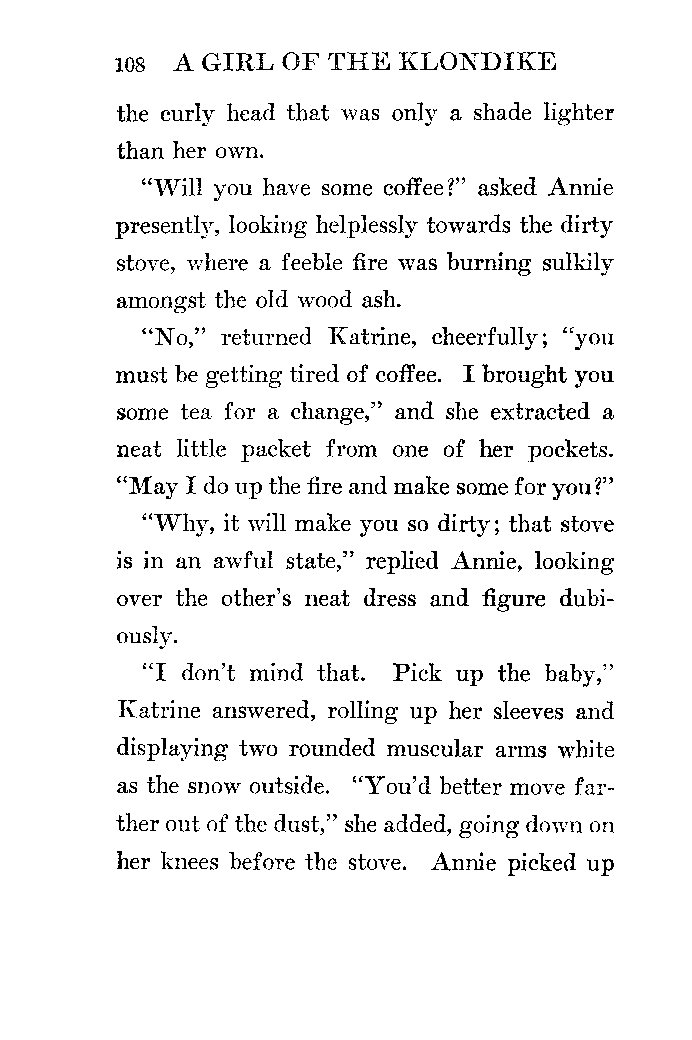 108 A GIRL OF THE KLONDIKE
the curly head that was only a shade lighter
than her own.
“Will you have some coffee?” asked Annie
presently, looking helplessly towards the dirty
stove, where a feeble fire was burning sulkily
amongst the old wood ash.
“No,” returned Katrine, cheerfully; “you
must be getting tired of coffee. I brought you
some tea for a change,” and she extracted a
neat little packet from one of her pockets.
“May I do up the fire and make some for you?”
“Why, it will make you so dirty; that stove
is in an awful state,” replied Annie, looking
over the other’s neat dress and figure dubi-
ously.
“I don’t mind that. Pick up the baby,”
Katrine answered, rolling up her sleeves and
displaying two rounded muscular arms white
as the snow outside. “You’d better move far-
ther out of the dust,” she added, going down on
her knees before the stove. Annie picked up